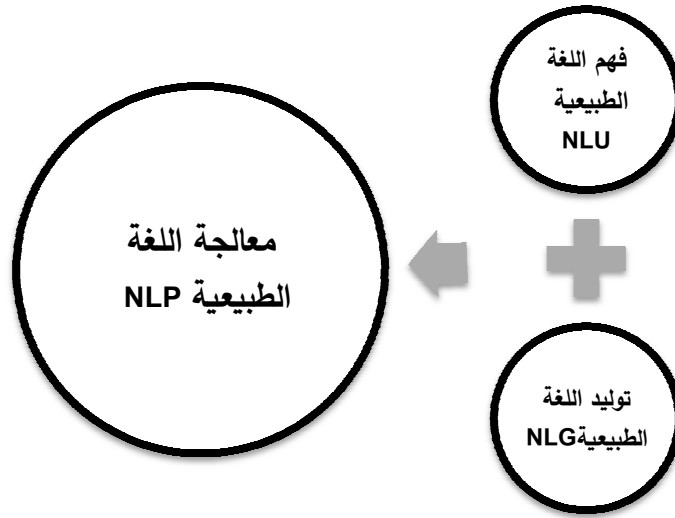 فهم اللغة
الطبيعية
NLU
معالجة اللغة
الطبيعية NLP
توليد اللغة
الطبيعيةNLG